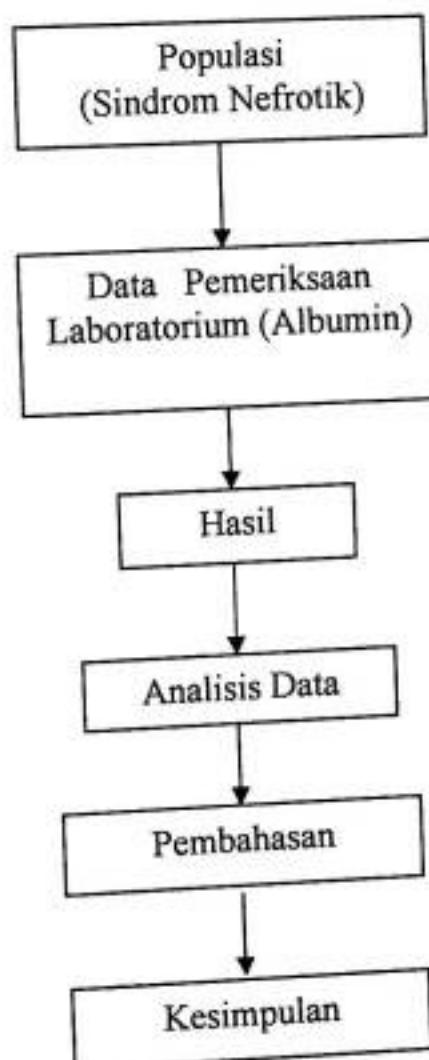 Populasi
(Sindrom Nefrotik)
Data Pemeriksaan
Laboratorium (Albumin)
Hasil
Analisis Data
Pembahasan
Kesimpulan